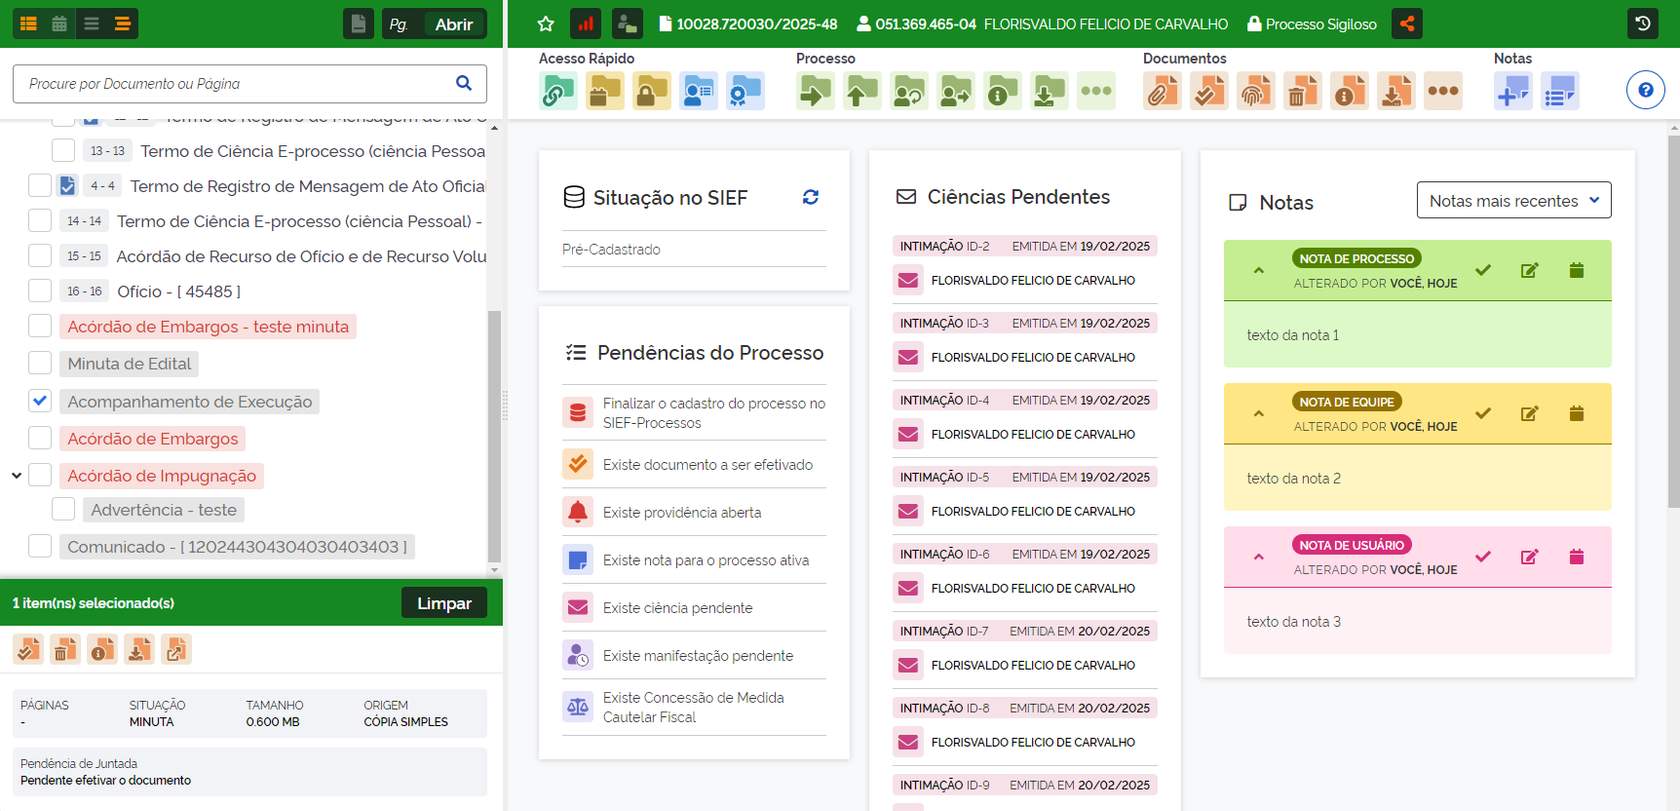 Pg. Abrir
10028.720030/2025-48 051.369.465-04 FLORISVALDO FELICIO DE CARVALHO Processo Sigiloso
Procure por Documento ou Página
Acesso Rápido
Processo
Documentos
Notas
12 - 12 Termo de Registro de Mensagem de Ato O
13 - 13 Termo de Ciência E-processo (ciência Pessoa
4 - 4 Termo de Registro de Mensagem de Ato Oficial
14 - 14 Termo de Ciência E-processo (ciência Pessoal) -
15 - 15 Acórdão de Recurso de Ofício e de Recurso Volu
16 - 16 Ofício - [ 45485 ]
Acórdão de Embargos - teste minuta
Minuta de Edital
Acompanhamento de Execução
Acórdão de Embargos
Acórdão de Impugnação
Advertência - teste
Comunicado - [ 120244304304030403403 ]
1 item(ns) selecionado(s)
Limpar
PÁGINAS SITUAÇÃO TAMANHO ORIGEM
- MINUTA 0.600 MB CÓPIA SIMPLES
Pendência de Juntada
Pendente efetivar o documento
Situação no SIEF
Pré-Cadastrado
Pendências do Processo
Finalizar o cadastro do processo no
SIEF-Processos
Existe documento a ser efetivado
Existe providência aberta
Existe nota para o processo ativa
Existe ciência pendente
Existe manifestação pendente
Existe Concessão de Medida
Cautelar Fiscal
Ciências Pendentes
INTIMAÇÃO ID-2 EMITIDA EM 19/02/2025
FLORISVALDO FELICIO DE CARVALHO
INTIMAÇÃO ID-3 EMITIDA EM 19/02/2025
FLORISVALDO FELICIO DE CARVALHO
INTIMAÇÃO ID-4 EMITIDA EM 19/02/2025
FLORISVALDO FELICIO DE CARVALHO
INTIMAÇÃO ID-5 EMITIDA EM 19/02/2025
FLORISVALDO FELICIO DE CARVALHO
INTIMAÇÃO ID-6 EMITIDA EM 19/02/2025
FLORISVALDO FELICIO DE CARVALHO
INTIMAÇÃO ID-7 EMITIDA EM 20/02/2025
FLORISVALDO FELICIO DE CARVALHO
INTIMAÇÃO ID-8 EMITIDA EM 20/02/2025
FLORISVALDO FELICIO DE CARVALHO
INTIMAÇÃO ID-9 EMITIDA EM 20/02/2025
Notas
Notas mais recentes
NOTA DE PROCESSO
ALTERADO POR VOCÊ, HOJE
texto da nota 1
NOTA DE EQUIPE
ALTERADO POR VOCÊ, HOJE
texto da nota 2
NOTA DE USUÁRIO
ALTERADO POR VOCÊ, HOJE
texto da nota 3